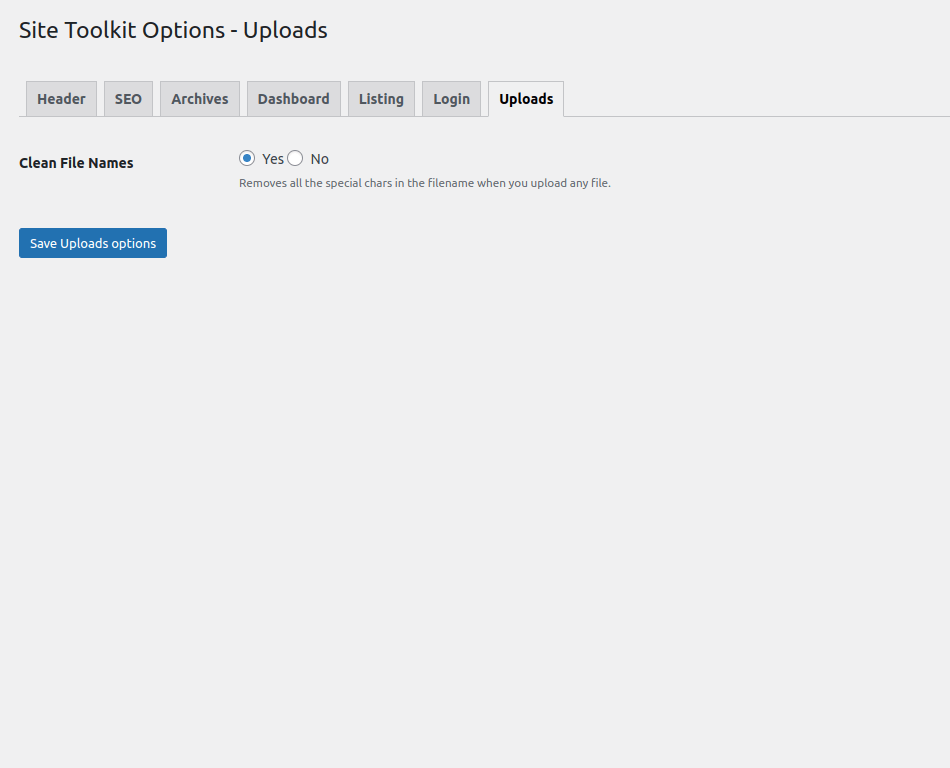 Site Toolkit Options - Uploads
Header SEO Archives Dashboard Listing Login Uploads
Clean File Names Yes No
Removes all the special chars in the filename when you upload any file.
Save Uploads options